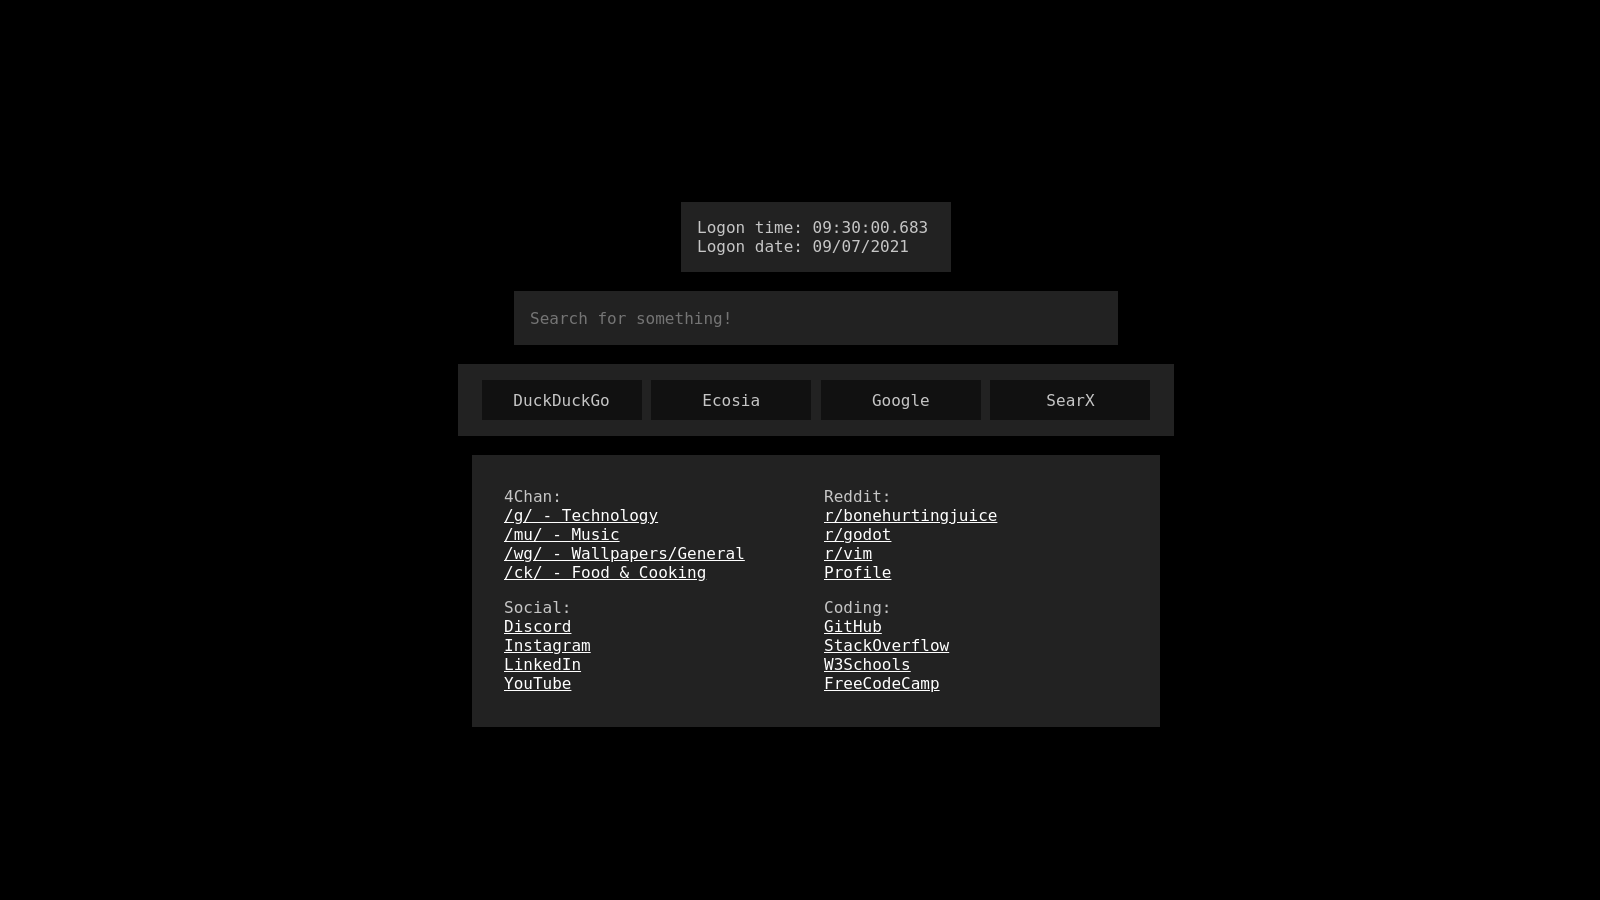 Logon time: 09:30:00.683
Logon date: 09/07/2021
Search for something!
DuckDuckGo
Ecosia
Google
SearX
4Chan:
/g/ - Technology
/mu/ - Music
/wg/ - Wallpapers/General
/ck/ - Food & Cooking
Reddit:
r/bonehurtingjuice
r/godot
r/vim
Profile
Social:
Discord
Instagram
LinkedIn
YouTube
Coding:
GitHub
StackOverflow
W3Schools
FreeCodeCamp